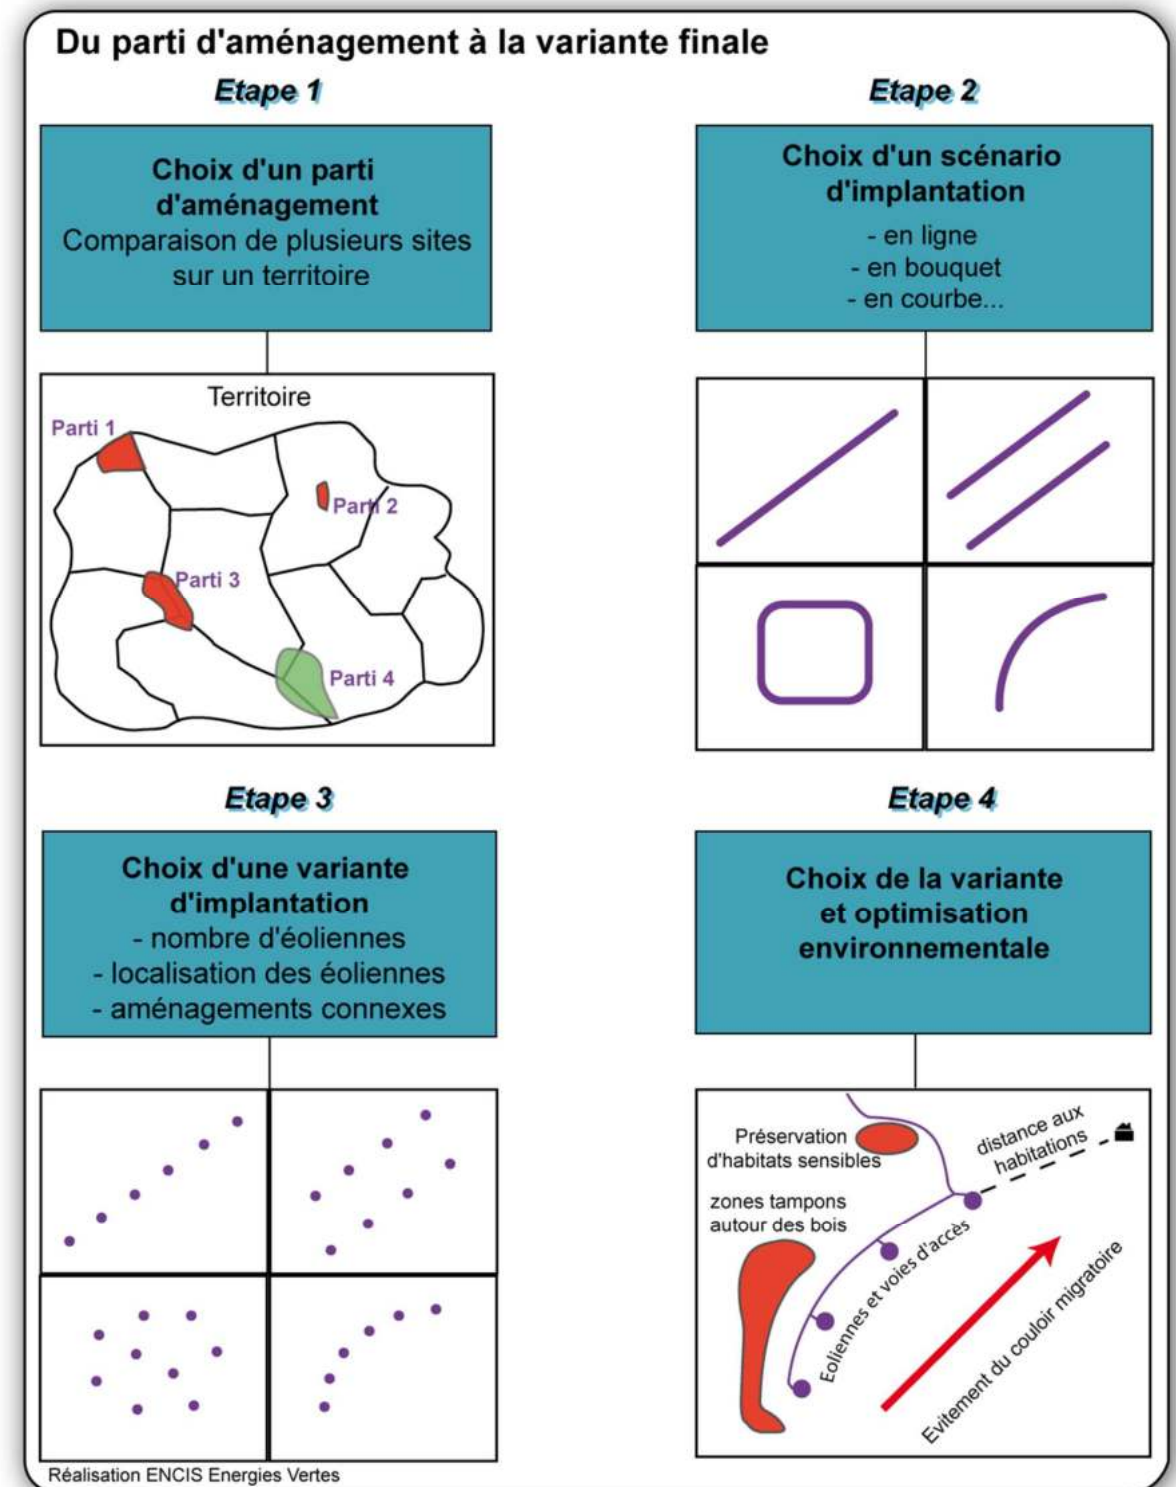 Du parti d'aménagement à la variante finale
Etape 1
Choix d'un parti
d'aménagement
Comparaison de plusieurs sites
sur un territoire
Territoire
Parti 1
Parti 2
Parti 3
Parti 4
Etape 2
Choix d'un scénario
d'implantation
- en ligne
- en bouquet
- en courbe...
Etape 3
Choix d'une variante
d'implantation
- nombre d'éoliennes
- localisation des éoliennes
- aménagements connexes
Etape 4
Choix de la variante
et optimisation
environnementale
Préservation
d'habitats sensibles
distance aux
habitations
zones tampons
autour des bois
Eoliennes et voies d'accès
Evitement du couloir migratoire
Réalisation ENCIS Energies Vertes